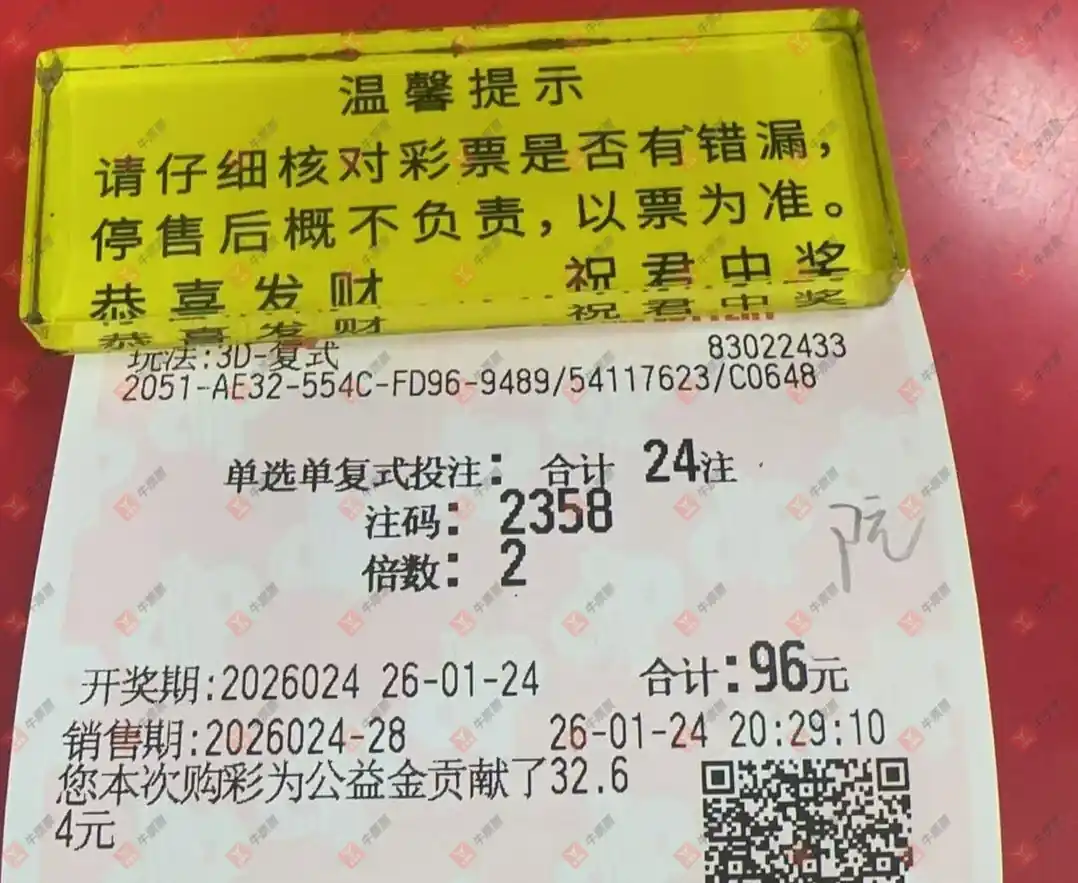 温馨提示
请仔细核对彩票是否有错漏，
停售后概不负责，以票为准。
恭喜发财 祝君中奖
玩法:3D-复式 83022433
2051-AE32-554C-FD96-9489/54117623/C0648
单选单复式投注: 合计 24注
注码: 2358
倍数: 2
开奖期:2026024 26-01-24 合计:96元
销售期:2026024-28 26-01-24 20:29:10
您本次购彩为公益金贡献了32.6
4元